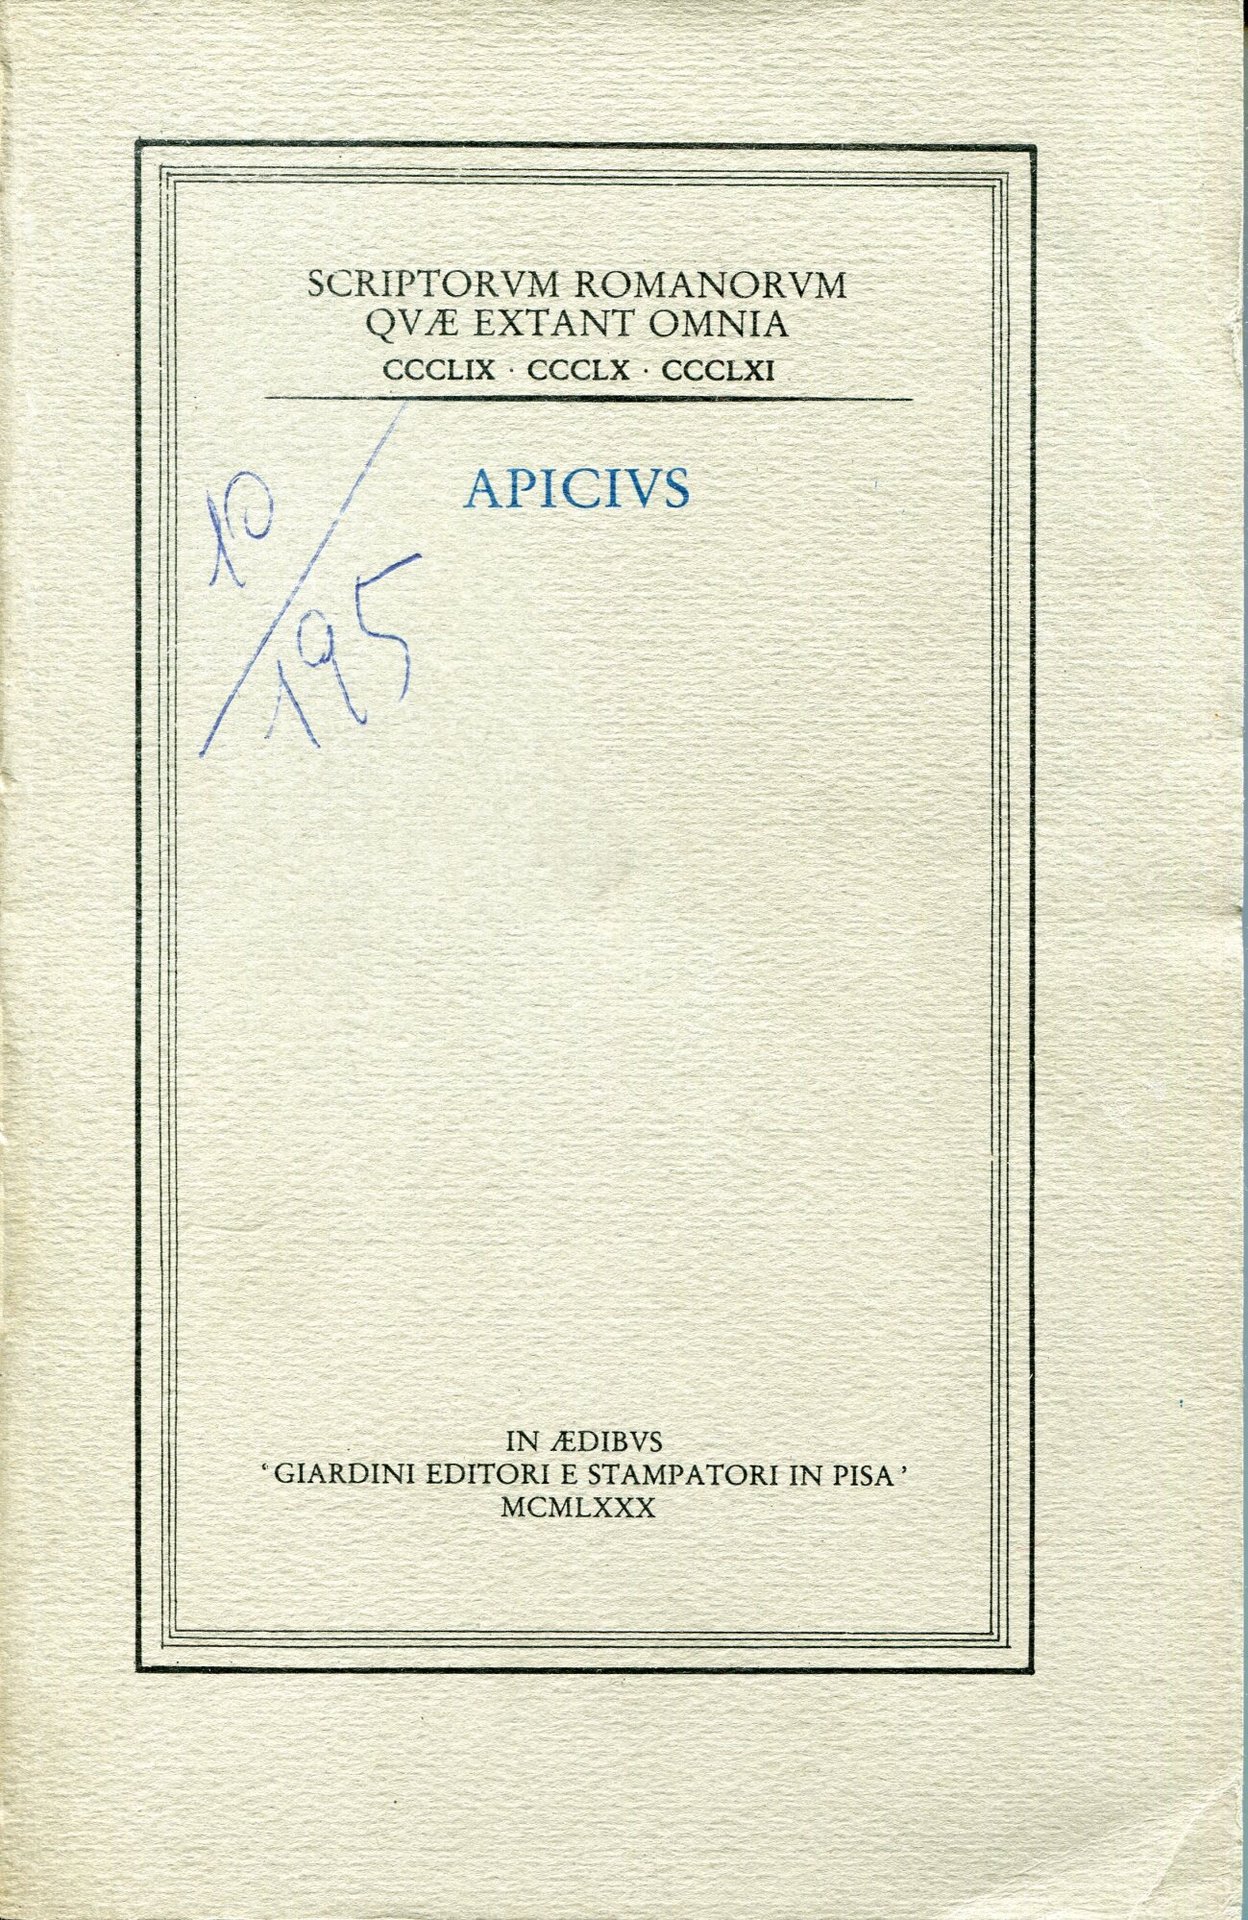 SCRIPTORVM ROMANORVM
QVÆ EXTANT OMNIA
CCCLIX · CCCLX · CCCLXI
APICIVS
10/195
IN ÆDIBVS
‘GIARDINI EDITORI E STAMPATORI IN PISA’
MCMLXXX